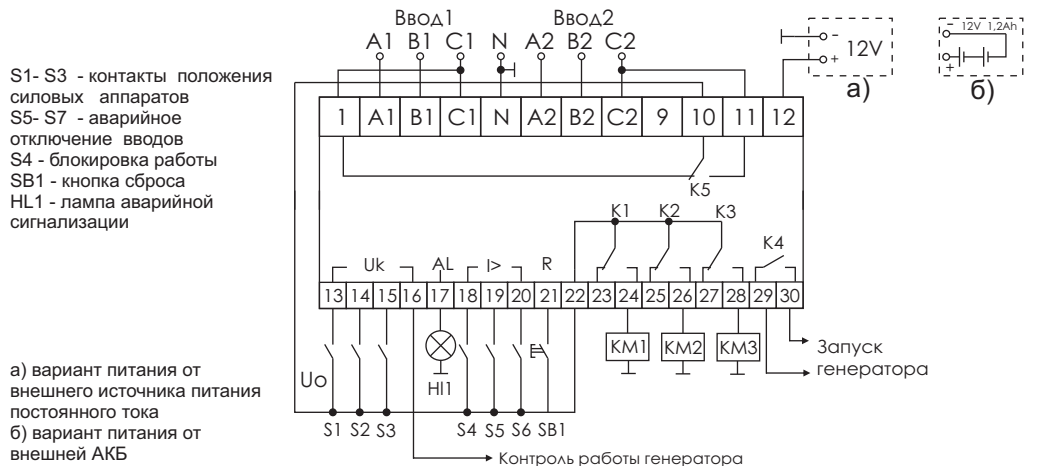 Ввод1 Ввод2
A1 B1 C1 N A2 B2 C2
- 12V +
а)
- 12V 1,2Ah +
б)
S1- S3 - контакты положения
силовых аппаратов
S5- S7 - аварийное
отключение вводов
S4 - блокировка работы
SB1 - кнопка сброса
HL1 - лампа аварийной
сигнализации
1 A1 B1 C1 N A2 B2 C2 9 10 11 12
K5
K1 K2 K3
K4
Uk AL I> R
13 14 15 16 17 18 19 20 21 22 23 24 25 26 27 28 29 30
KM1 KM2 KM3
Запуск
генератора
Uo
Hl1
S1 S2 S3 S4 S5 S6 SB1
Контроль работы генератора
а) вариант питания от
внешнего источника питания
постоянного тока
б) вариант питания от
внешней АКБ